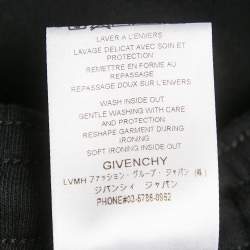 LAVER A L'ENVERS
LAVAGE DELICAT AVEC SOIN ET
PROTECTION
REMETTRE EN FORME AU
REPASSAGE
REPASSAGE DOUX A L'ENVERS
WASH INSIDE OUT
GENTLE WASHING WITH CARE
AND PROTECTION
RESHAPE GARMENT DURING
IRONING
SOFT IRONING INSIDE OUT
GIVENCHY
LVMH ファッション・グループ・ジャパン (株)
ジバンシィ ジャパン
PHONE#03-5786-0952